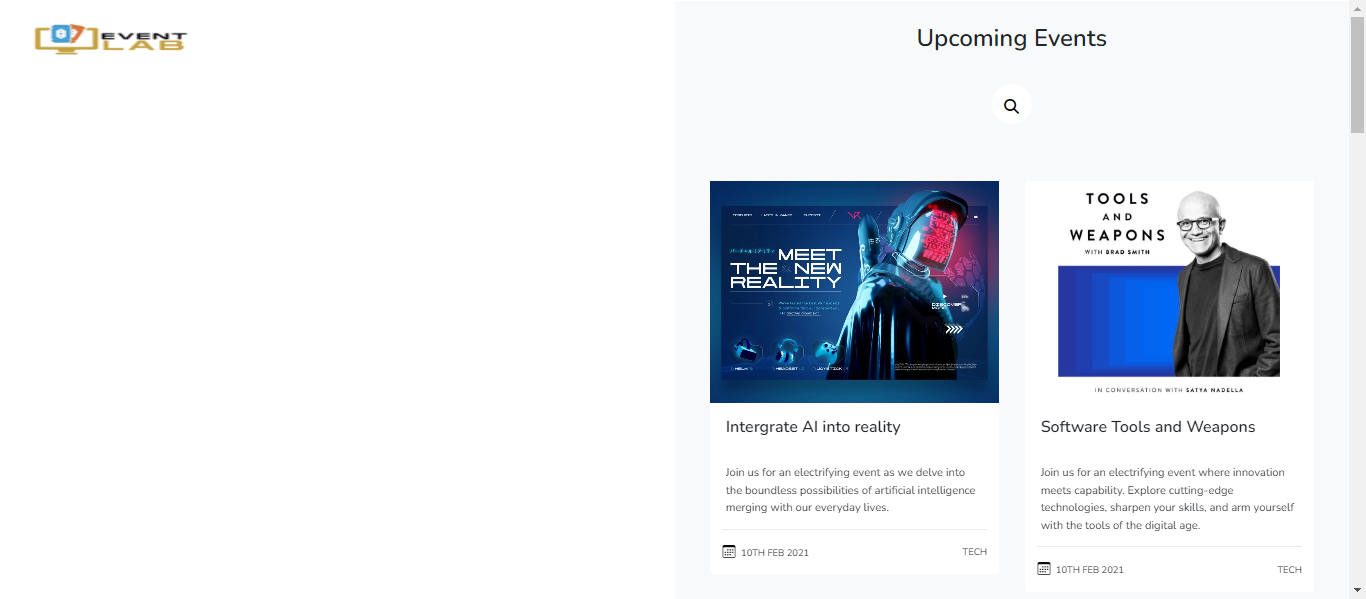 EVENT
LAB
Upcoming Events
MEET
THE NEW
REALITY
DISCOVER
TOOLS
AND
WEAPONS
WITH BRAD SMITH
IN CONVERSATION WITH SATYA NADELLA
Intergrate AI into reality
Join us for an electrifying event as we delve into
the boundless possibilities of artificial intelligence
merging with our everyday lives.
10TH FEB 2021
TECH
Software Tools and Weapons
Join us for an electrifying event where innovation
meets capability. Explore cutting-edge
technologies, sharpen your skills, and arm yourself
with the tools of the digital age.
10TH FEB 2021
TECH